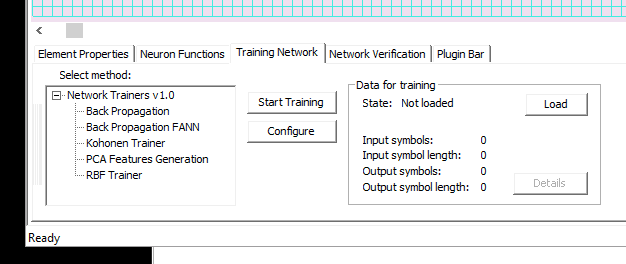 Element Properties Neuron Functions Training Network Network Verification Plugin Bar
Select method:
Network Trainers v1.0
Back Propagation
Back Propagation FANN
Kohonen Trainer
PCA Features Generation
RBF Trainer
Start Training
Configure
Data for training
State: Not loaded
Load
Input symbols: 0
Input symbol length: 0
Output symbols: 0
Output symbol length: 0
Details
Ready